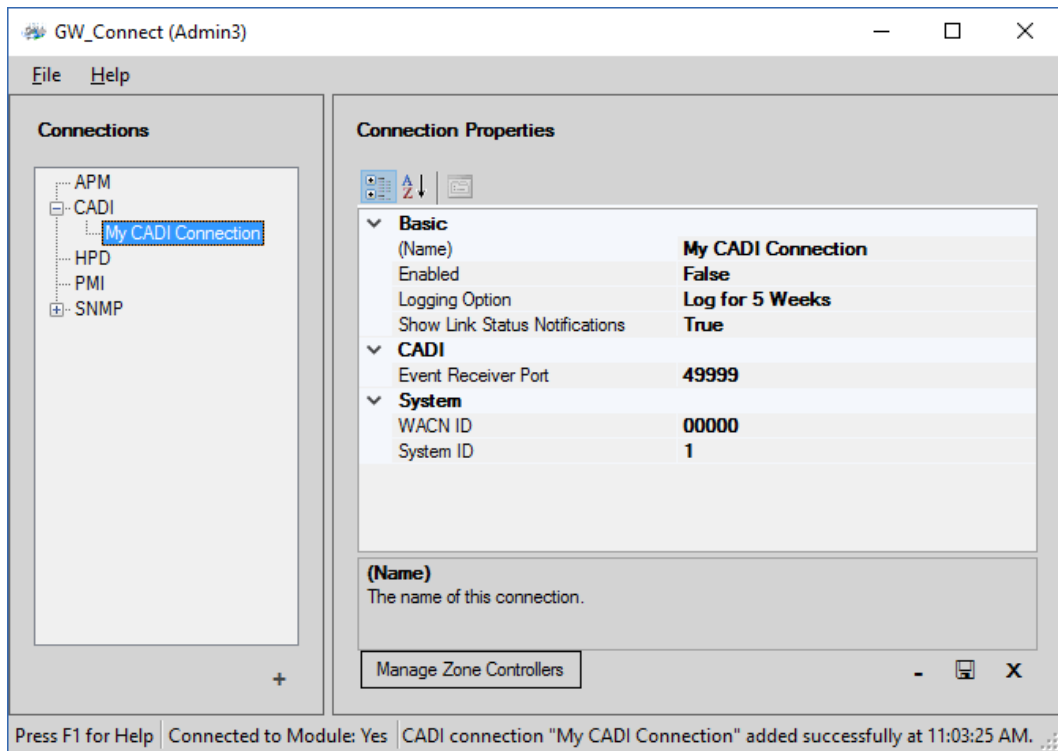 GW_Connect (Admin3)
File Help
Connections
APM
CADI
My CADI Connection
HPD
PMI
SNMP
+
Connection Properties
Basic
(Name) My CADI Connection
Enabled False
Logging Option Log for 5 Weeks
Show Link Status Notifications True
CADI
Event Receiver Port 49999
System
WACN ID 00000
System ID 1
(Name)
The name of this connection.
Manage Zone Controllers
- X
Press F1 for Help Connected to Module: Yes CADI connection "My CADI Connection" added successfully at 11:03:25 AM.